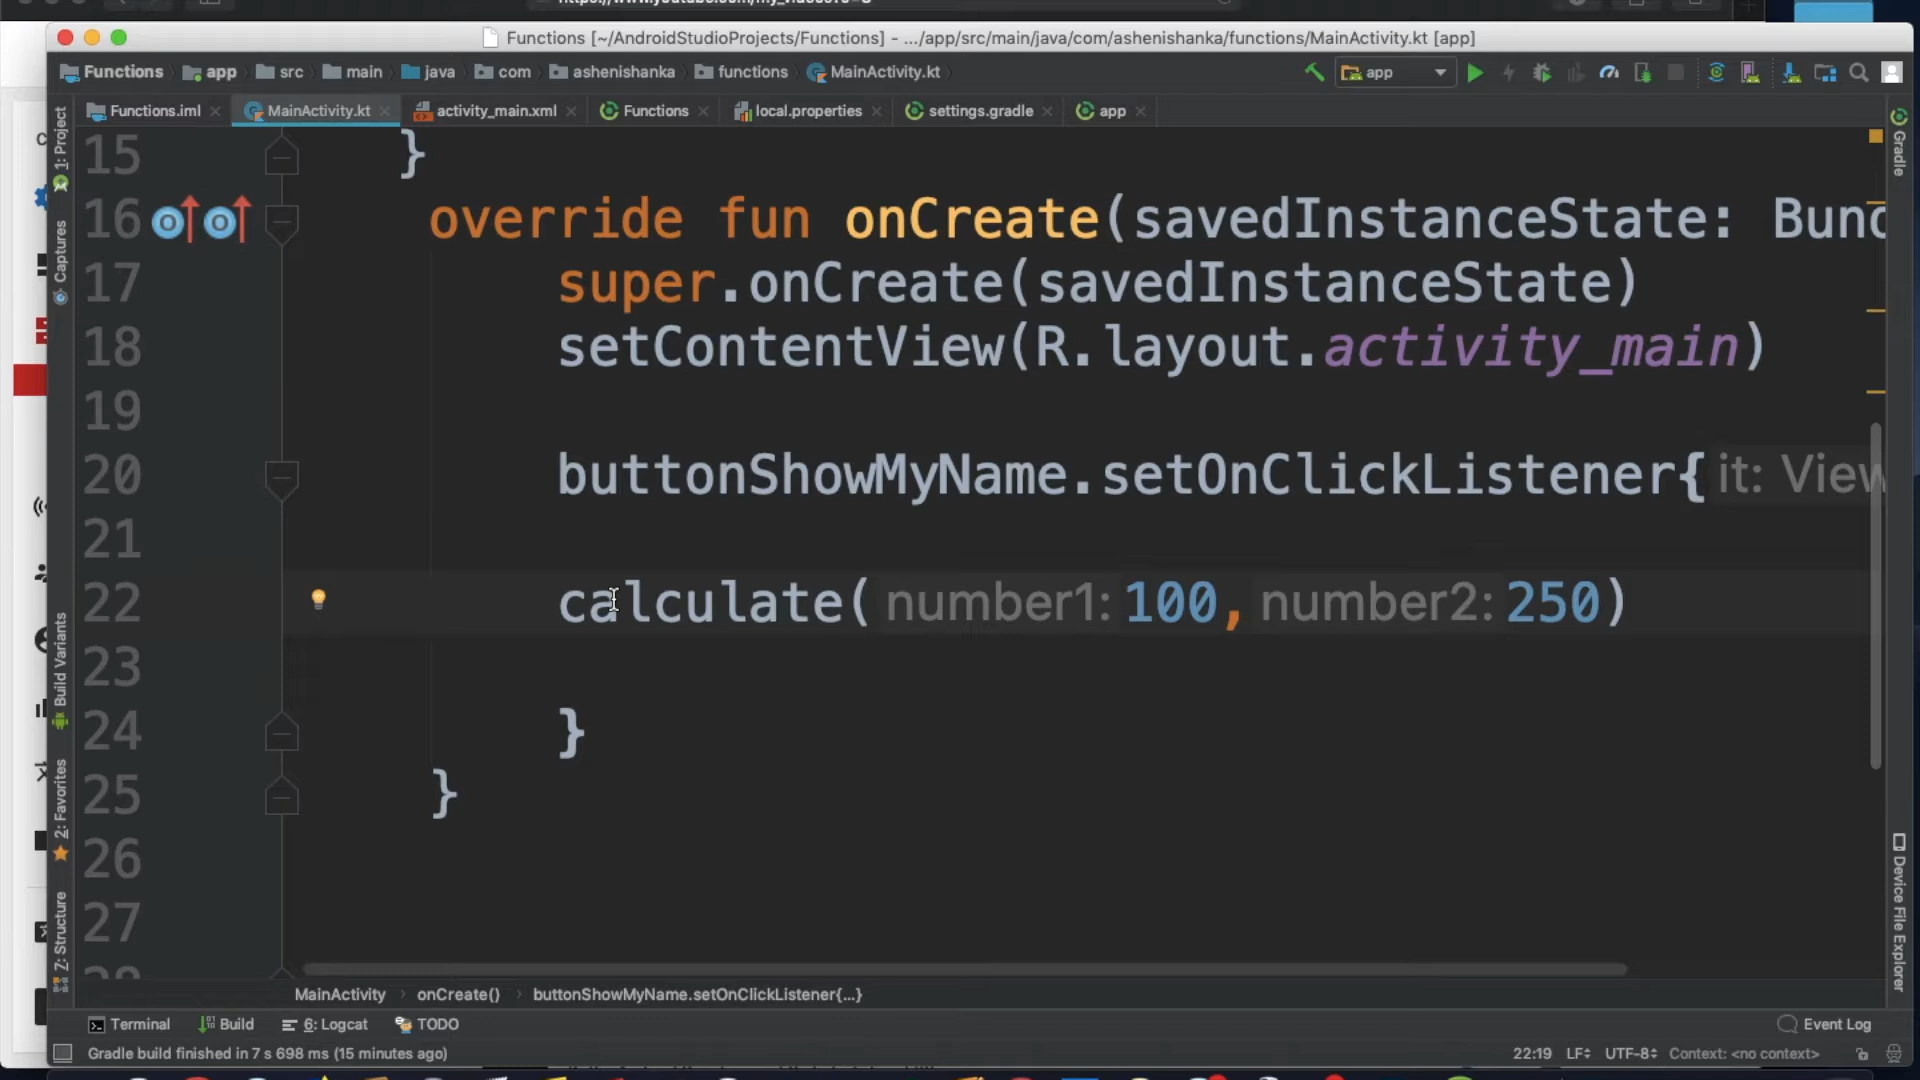 Functions [~/AndroidStudioProjects/Functions] - .../app/src/main/java/com/ashenishanka/functions/MainActivity.kt [app]
Functions app src main java com ashenishanka functions MainActivity.kt app
Functions.iml MainActivity.kt activity_main.xml Functions local.properties settings.gradle app
1: Project
Captures
Build Variants
2: Favorites
7: Structure
Gradle
Device File Explorer
15 }
16 override fun onCreate(savedInstanceState: Bund
17 super.onCreate(savedInstanceState)
18 setContentView(R.layout.activity_main)
19
20 buttonShowMyName.setOnClickListener{ it: View
21
22 calculate( number1: 100, number2: 250)
23
24 }
25 }
26
27
28
MainActivity onCreate() buttonShowMyName.setOnClickListener{...}
Terminal Build 6: Logcat TODO Event Log
Gradle build finished in 7 s 698 ms (15 minutes ago) 22:19 LF UTF-8 Context: <no context>